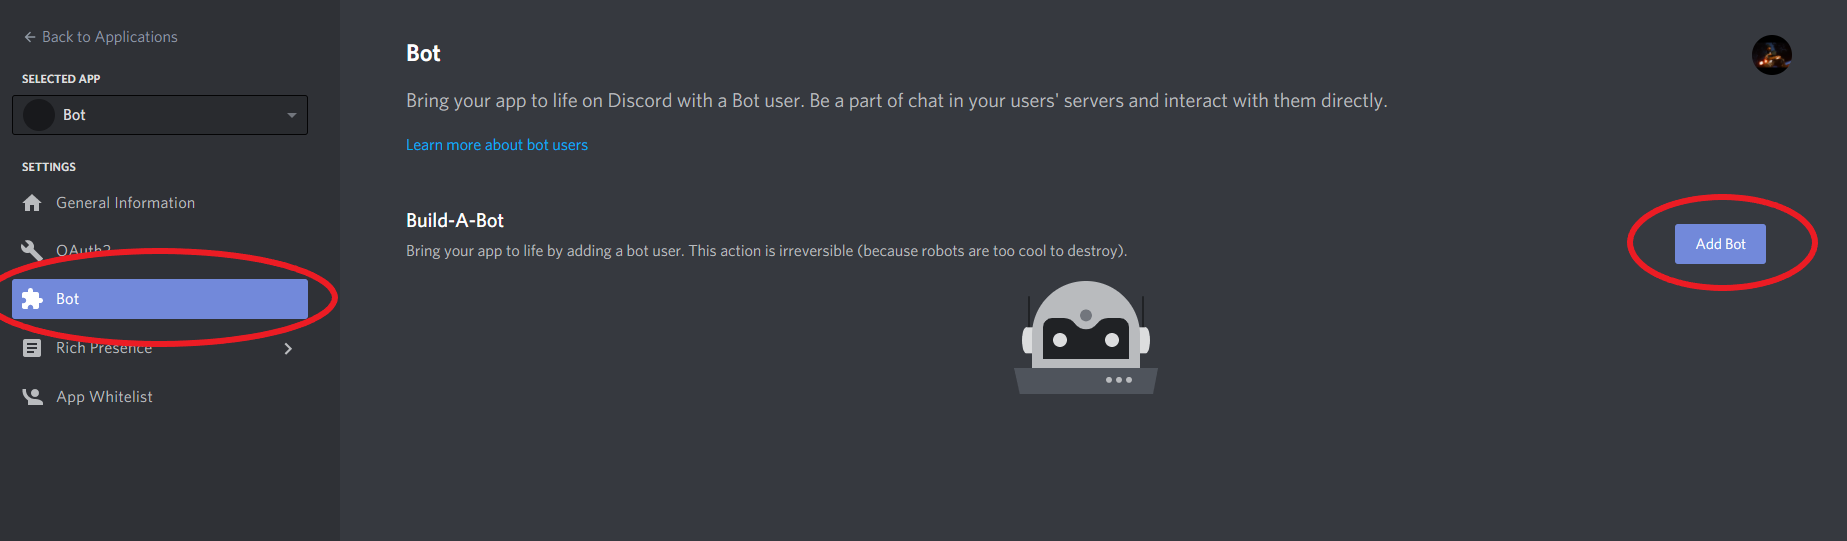 Back to Applications
SELECTED APP
Bot
SETTINGS
General Information
OAuth2
Bot
Rich Presence
App Whitelist
Bot
Bring your app to life on Discord with a Bot user. Be a part of chat in your users' servers and interact with them directly.
Learn more about bot users
Build-A-Bot
Bring your app to life by adding a bot user. This action is irreversible (because robots are too cool to destroy).
Add Bot